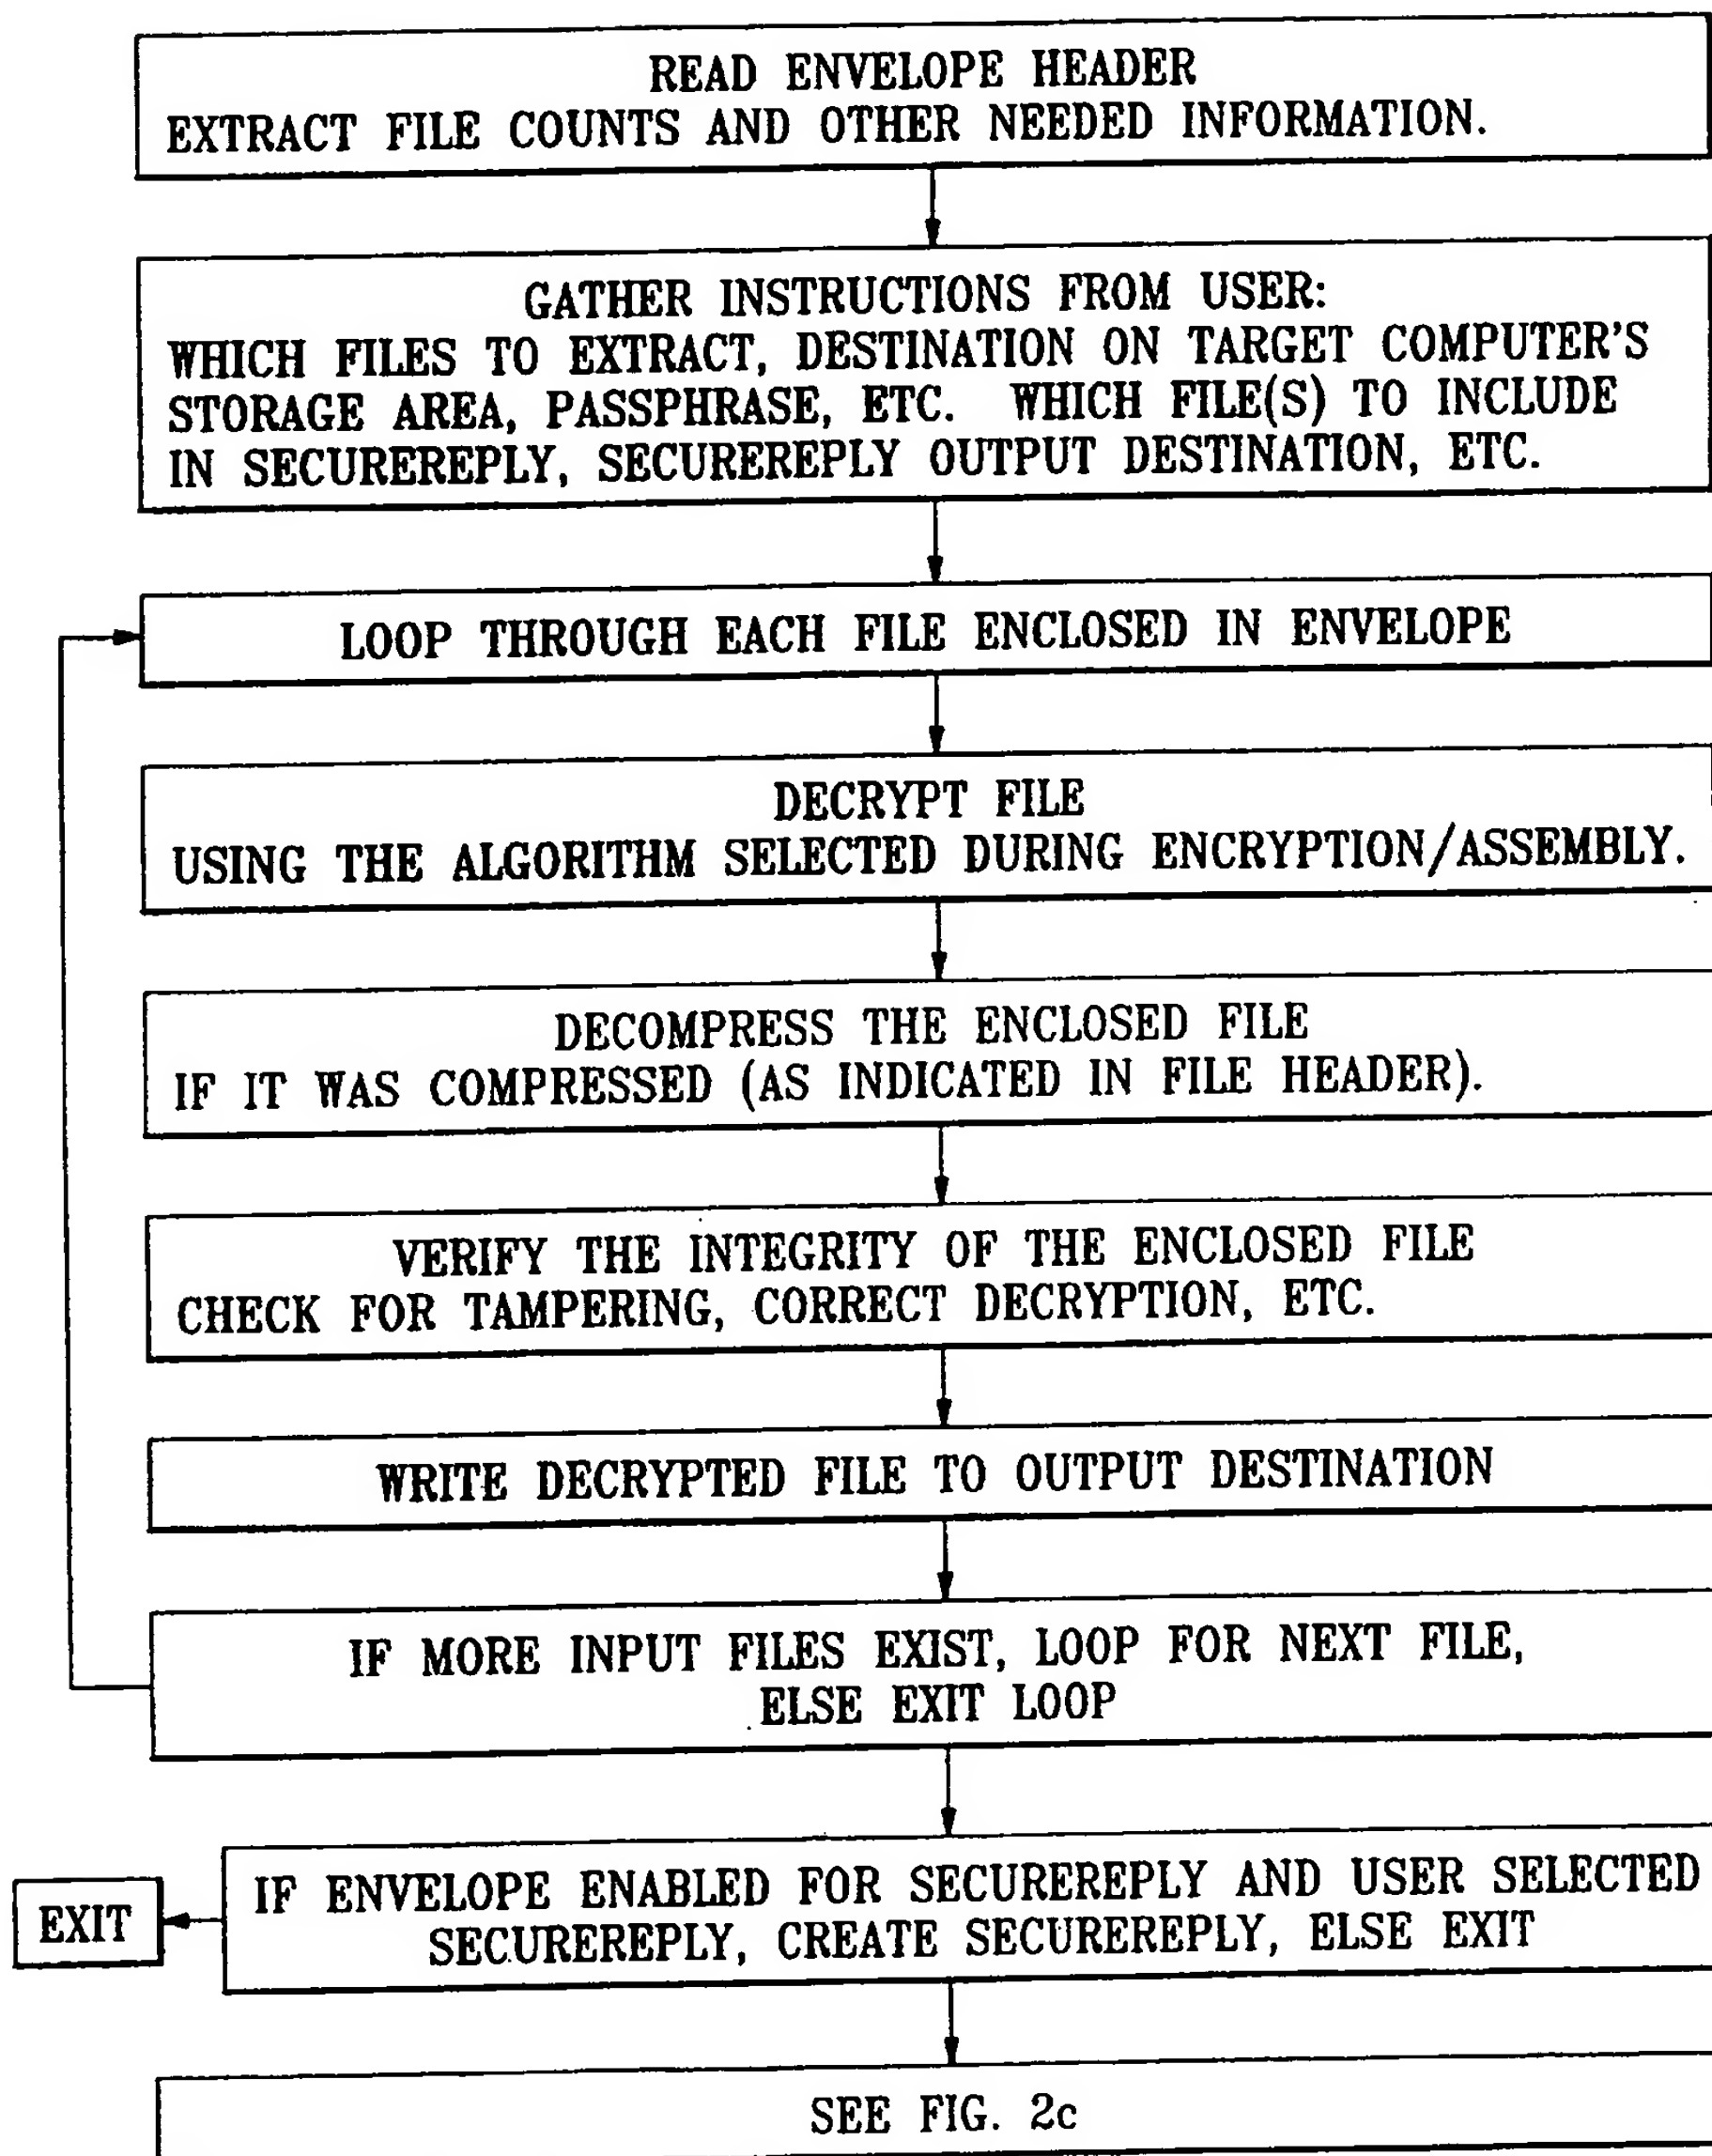 READ ENVELOPE HEADER
EXTRACT FILE COUNTS AND OTHER NEEDED INFORMATION.
GATHER INSTRUCTIONS FROM USER:
WHICH FILES TO EXTRACT, DESTINATION ON TARGET COMPUTER'S
STORAGE AREA, PASSPHRASE, ETC. WHICH FILE(S) TO INCLUDE
IN SECUREREPLY, SECUREREPLY OUTPUT DESTINATION, ETC.
LOOP THROUGH EACH FILE ENCLOSED IN ENVELOPE
DECRYPT FILE
USING THE ALGORITHM SELECTED DURING ENCRYPTION/ASSEMBLY.
DECOMPRESS THE ENCLOSED FILE
IF IT WAS COMPRESSED (AS INDICATED IN FILE HEADER).
VERIFY THE INTEGRITY OF THE ENCLOSED FILE
CHECK FOR TAMPERING, CORRECT DECRYPTION, ETC.
WRITE DECRYPTED FILE TO OUTPUT DESTINATION
IF MORE INPUT FILES EXIST, LOOP FOR NEXT FILE,
ELSE EXIT LOOP
EXIT
IF ENVELOPE ENABLED FOR SECUREREPLY AND USER SELECTED
SECUREREPLY, CREATE SECUREREPLY, ELSE EXIT
SEE FIG. 2c